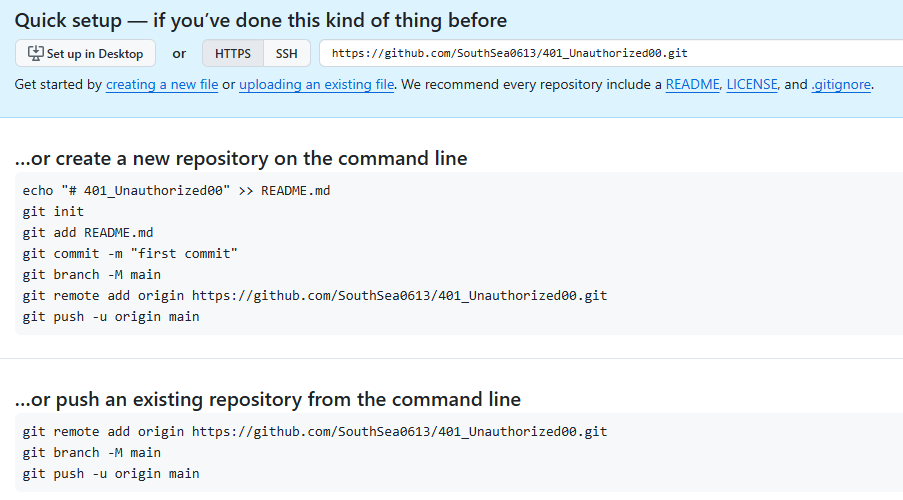 Quick setup — if you’ve done this kind of thing before
Set up in Desktop or HTTPS SSH https://github.com/SouthSea0613/401_Unauthorized00.git
Get started by creating a new file or uploading an existing file. We recommend every repository include a README, LICENSE, and .gitignore.
…or create a new repository on the command line
echo "# 401_Unauthorized00" >> README.md
git init
git add README.md
git commit -m "first commit"
git branch -M main
git remote add origin https://github.com/SouthSea0613/401_Unauthorized00.git
git push -u origin main
…or push an existing repository from the command line
git remote add origin https://github.com/SouthSea0613/401_Unauthorized00.git
git branch -M main
git push -u origin main